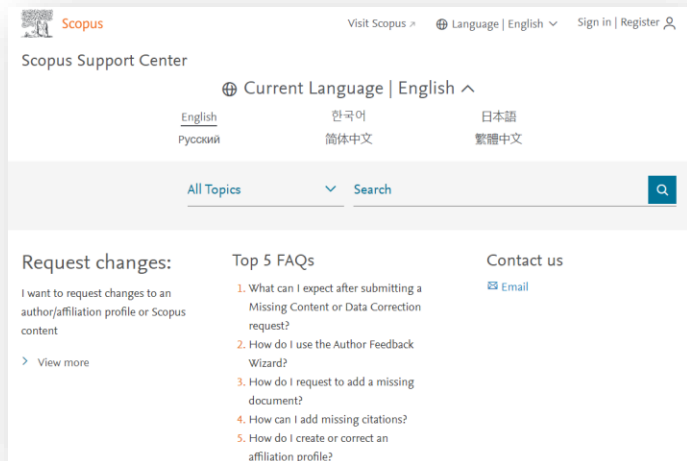 Scopus
Visit Scopus
Language | English
Sign in | Register
Scopus Support Center
Current Language | English
English 한국어 日本語
Русский 简体中文 繁體中文
All Topics
Search
Request changes:
I want to request changes to an
author/affiliation profile or Scopus
content
View more
Top 5 FAQs
1. What can I expect after submitting a
Missing Content or Data Correction
request?
2. How do I use the Author Feedback
Wizard?
3. How do I request to add a missing
document?
4. How can I add missing citations?
5. How do I create or correct an
affiliation profile?
Contact us
Email